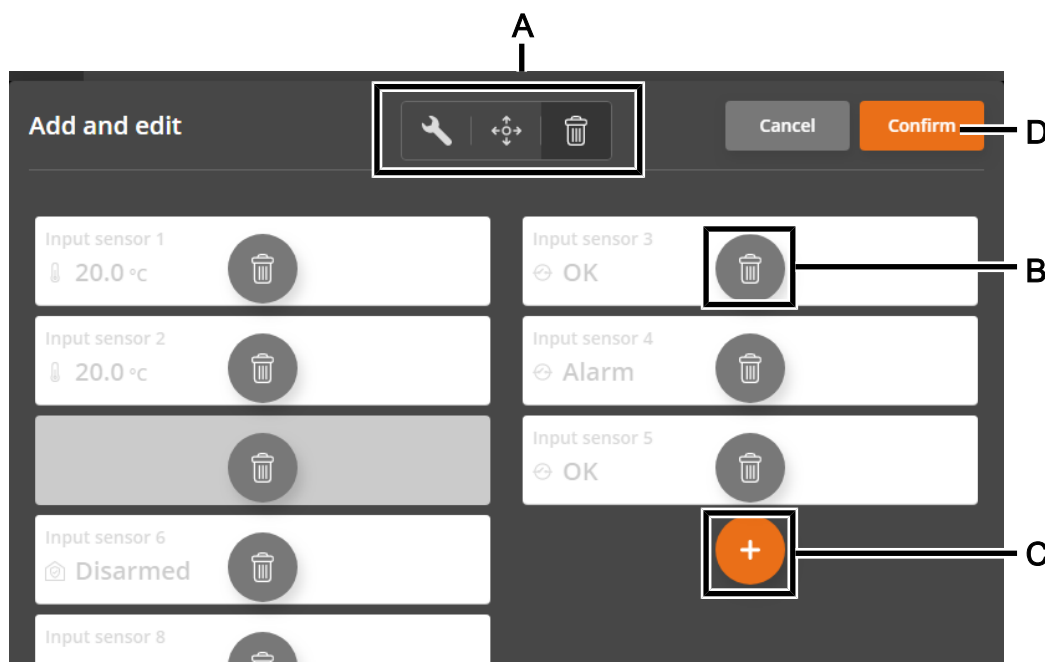 A
Add and edit
Cancel
Confirm
D
Input sensor 1
20.0 °C
Input sensor 3
OK
B
Input sensor 2
20.0 °C
Input sensor 4
Alarm
Input sensor 5
OK
Input sensor 6
Disarmed
+
C
Input sensor 8